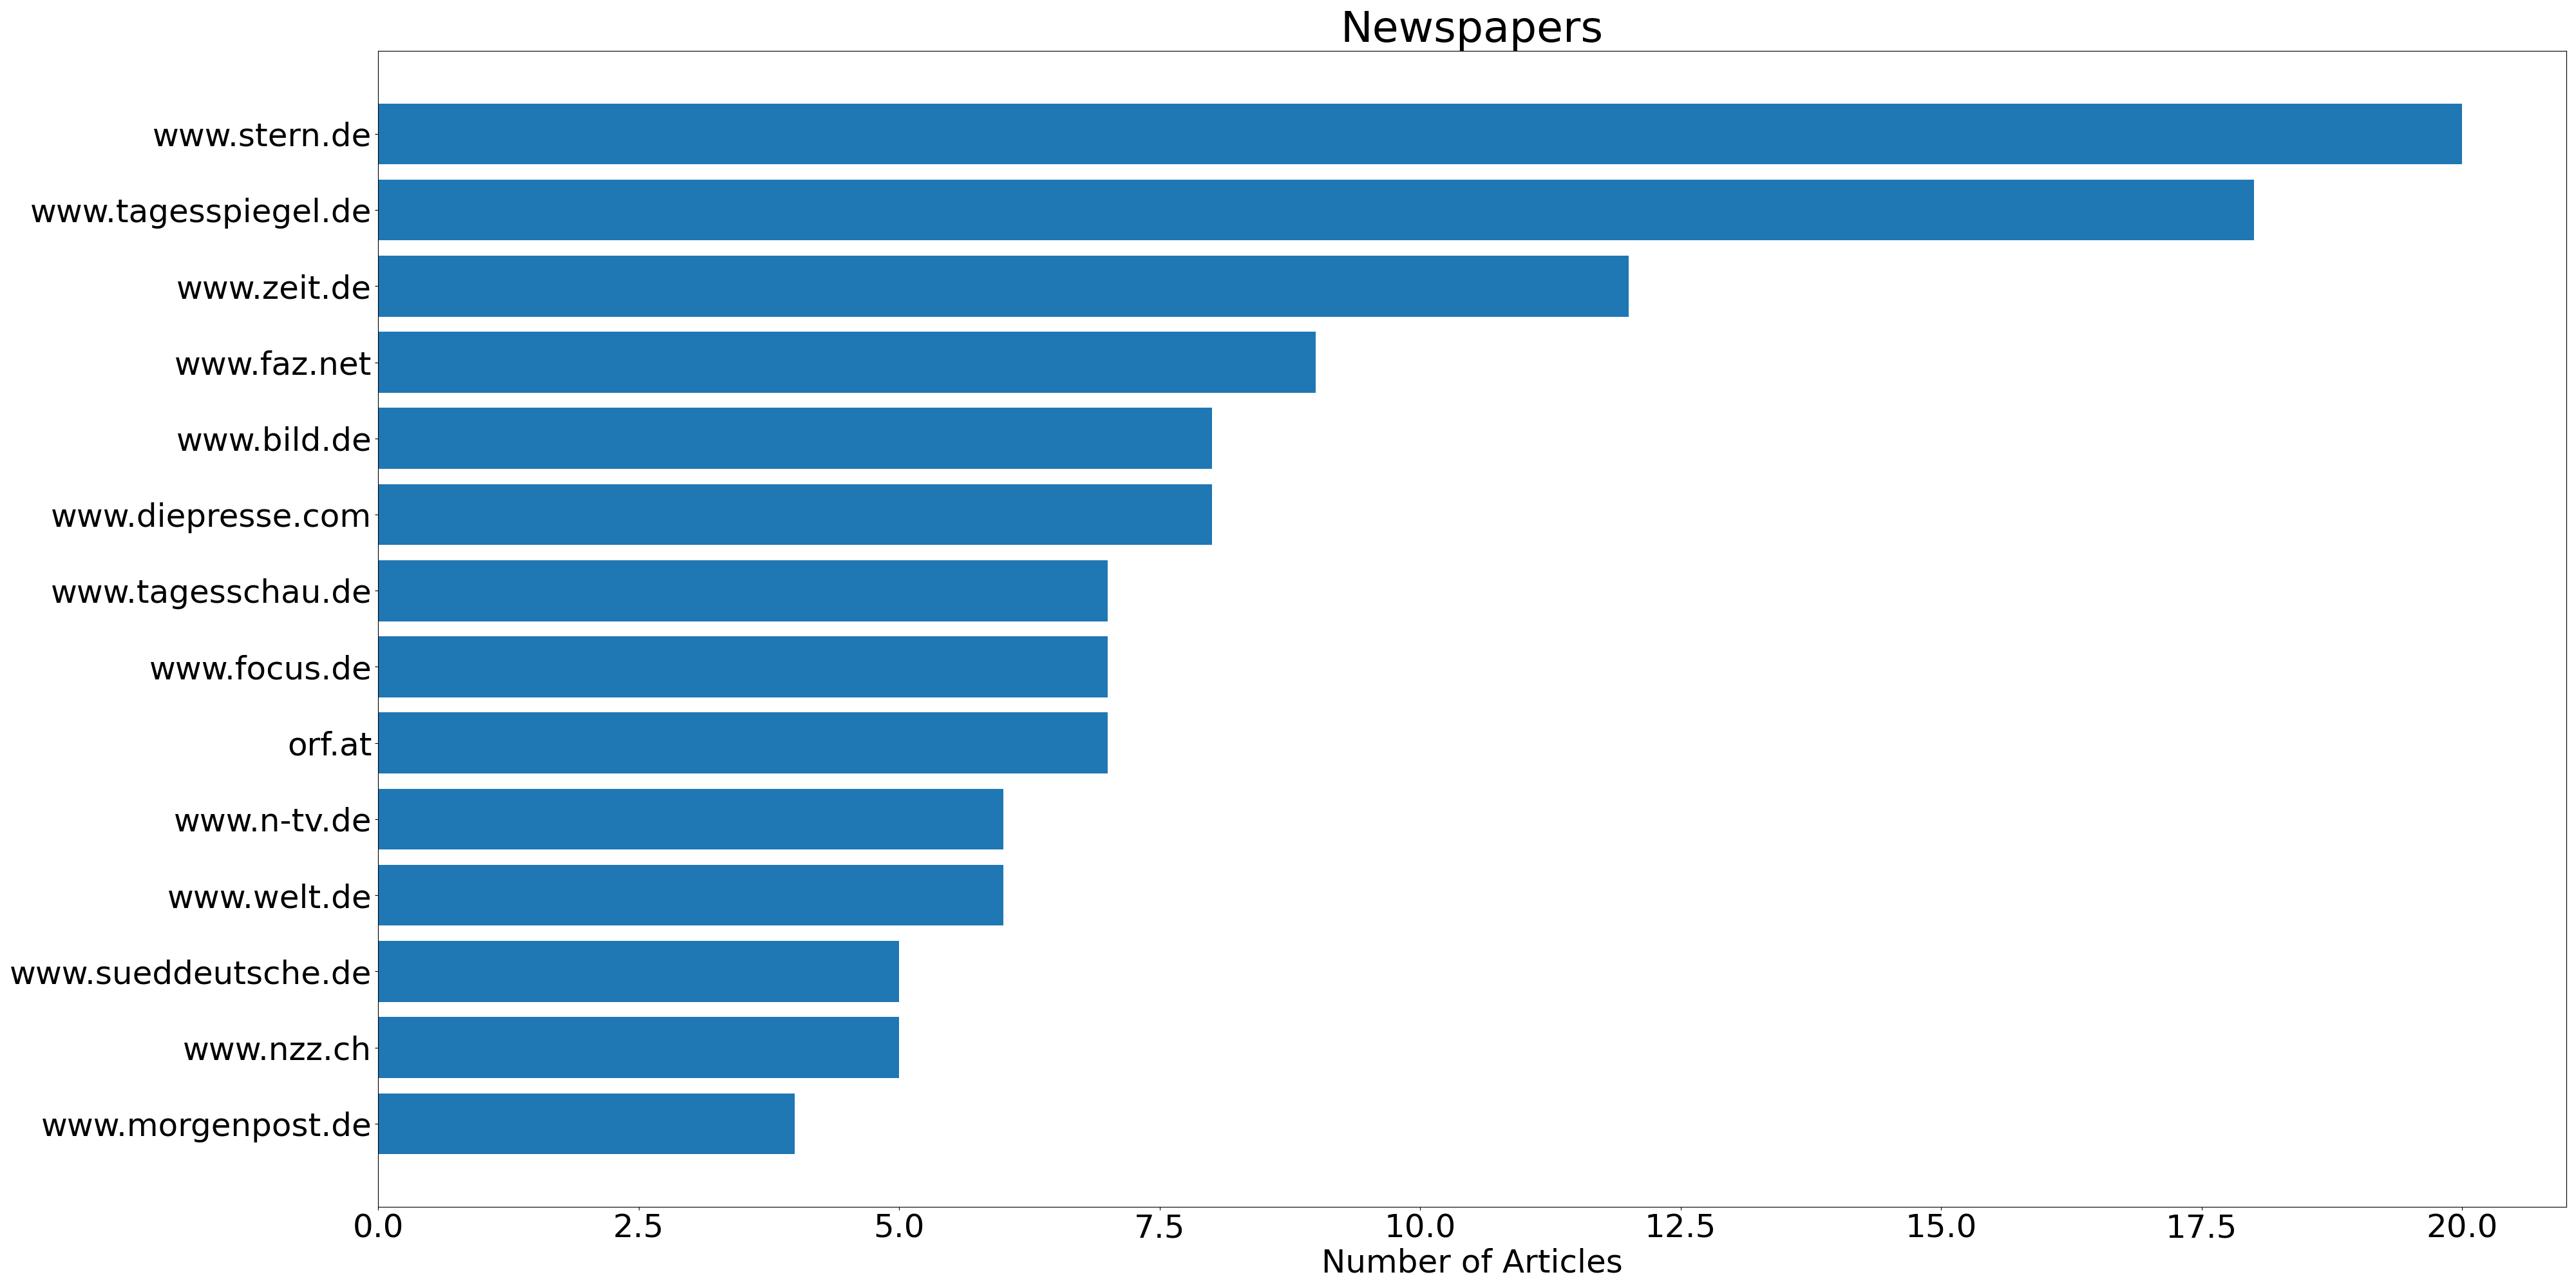 Newspapers
www.stern.de
www.tagesspiegel.de
www.zeit.de
www.faz.net
www.bild.de
www.diepresse.com
www.tagesschau.de
www.focus.de
orf.at
www.n-tv.de
www.welt.de
www.sueddeutsche.de
www.nzz.ch
www.morgenpost.de
0.0 2.5 5.0 7.5 10.0 12.5 15.0 17.5 20.0
Number of Articles